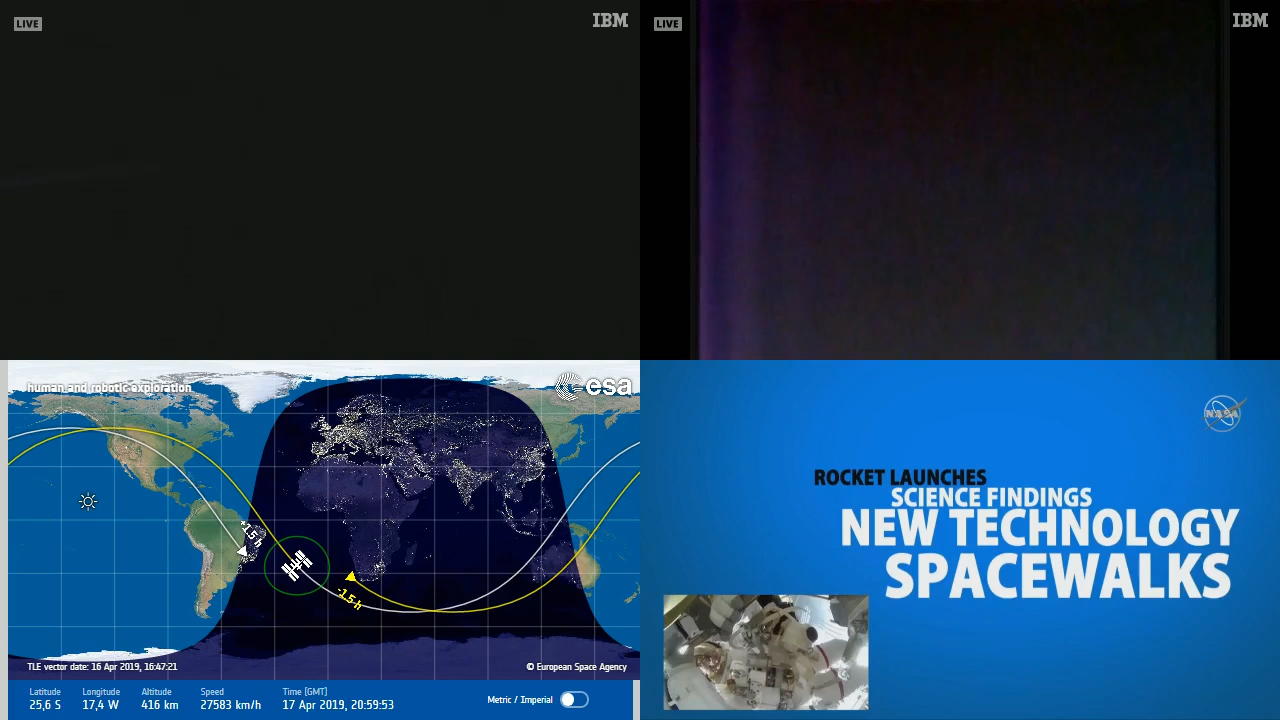 LIVE
IBM
LIVE
IBM
human and robotic exploration
esa
+1.5 h
-1.5 h
TLE vector date: 16 Apr 2019, 16:47:21
© European Space Agency
Latitude
25,6 S
Longitude
17,4 W
Altitude
416 km
Speed
27583 km/h
Time [GMT]
17 Apr 2019, 20:59:53
Metric / Imperial
NASA
ROCKET LAUNCHES
SCIENCE FINDINGS
NEW TECHNOLOGY
SPACEWALKS